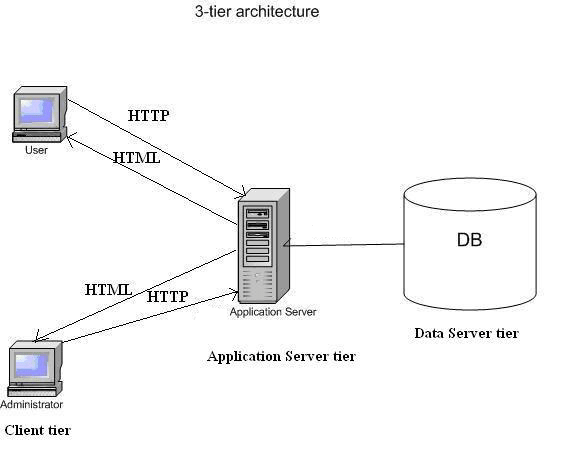 3-tier architecture
HTTP
User
HTML
DB
HTML
HTTP
Application Server
Data Server tier
Application Server tier
Administrator
Client tier